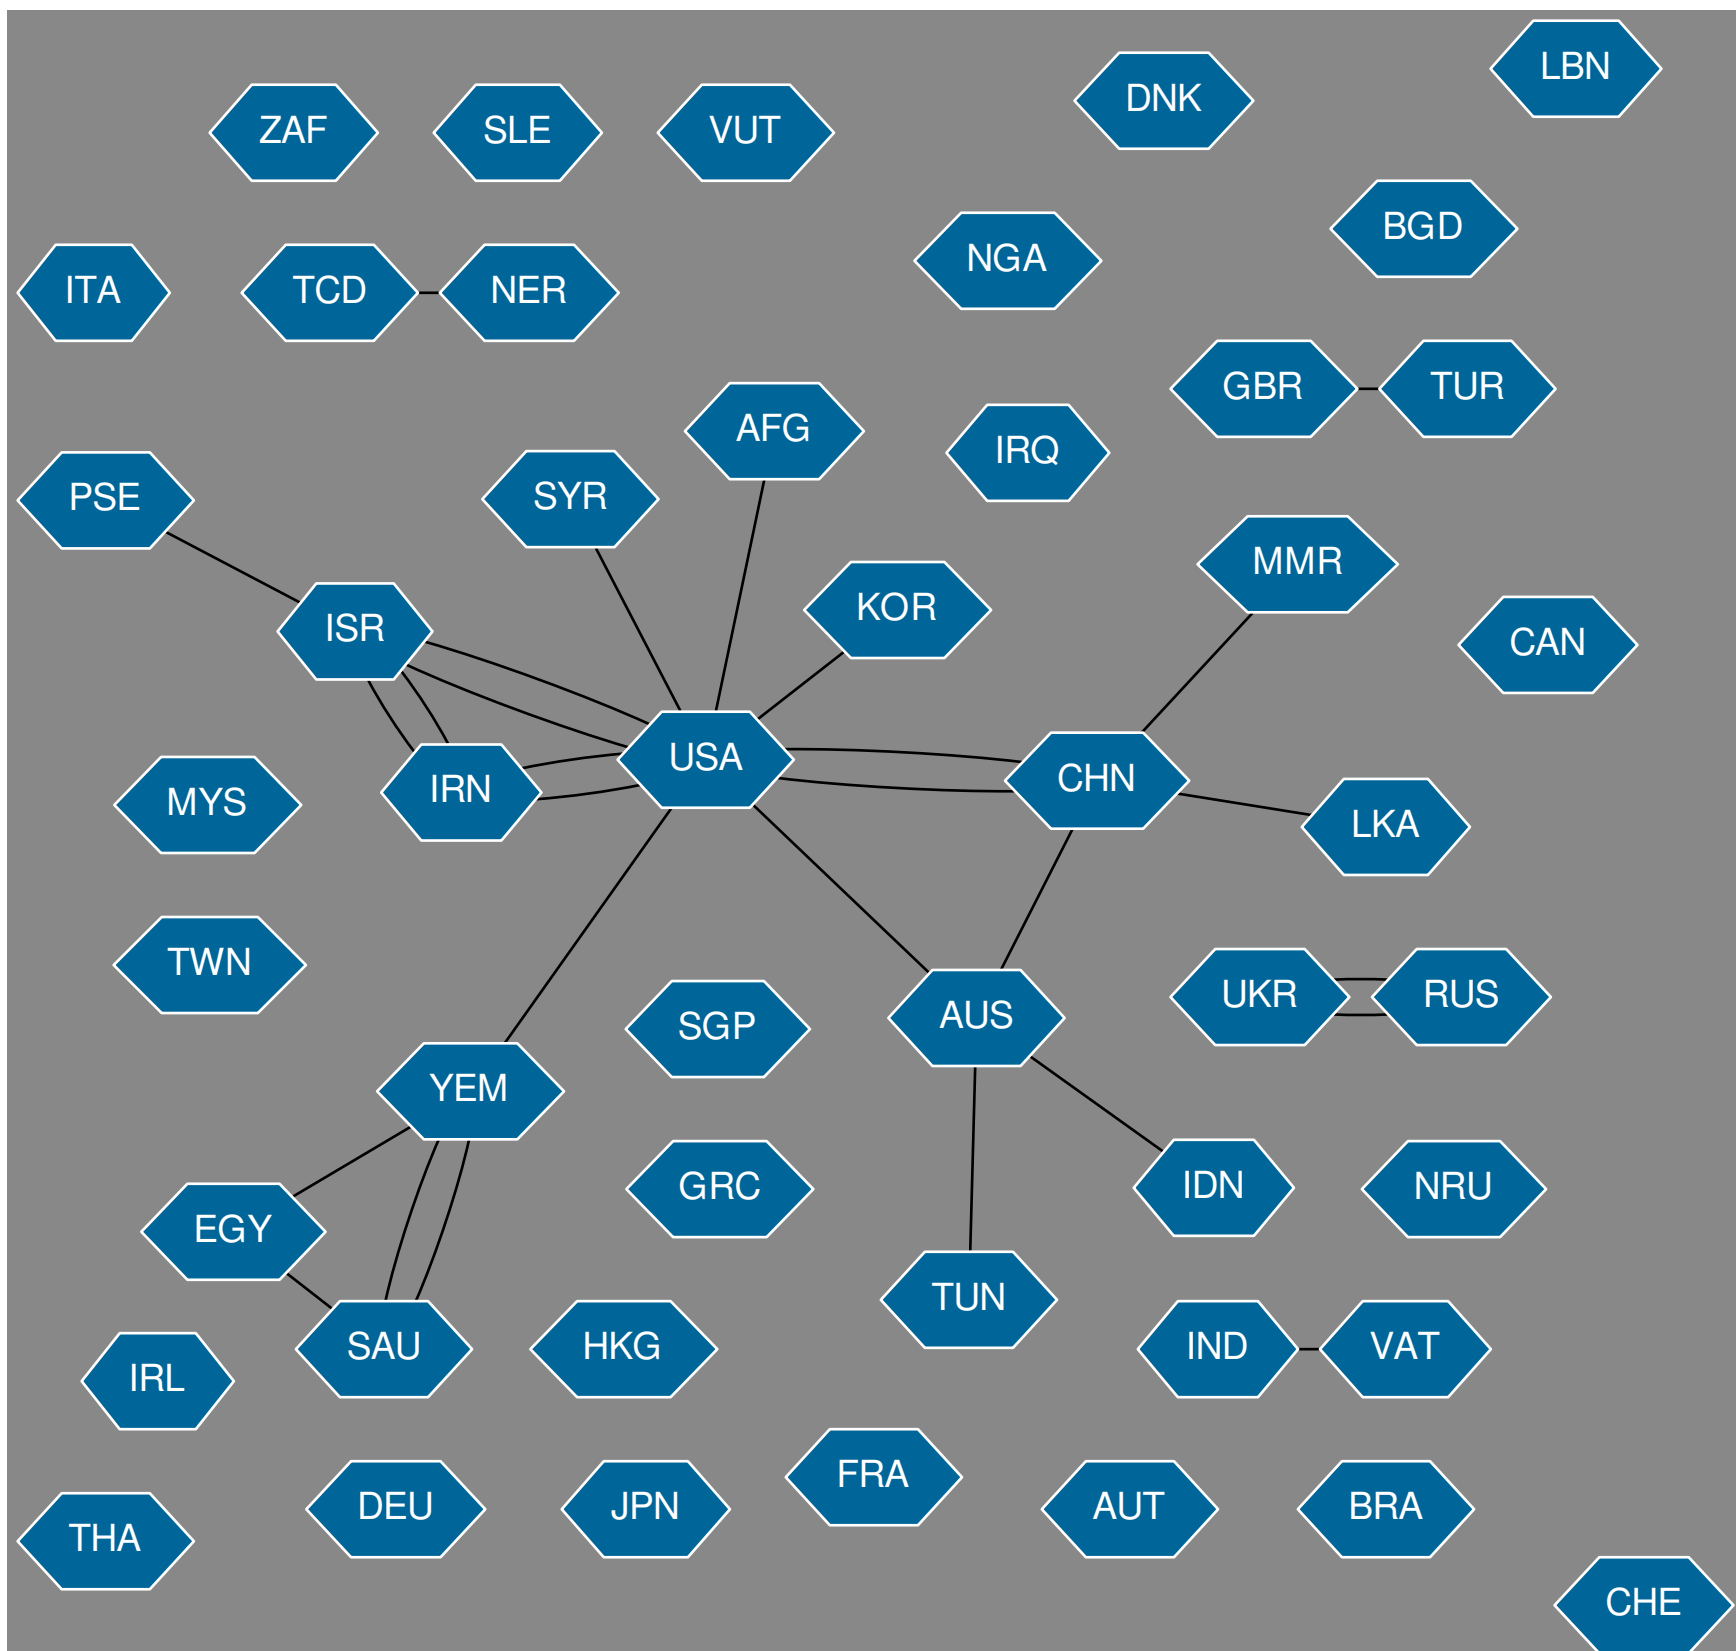 LBN
DNK
ZAF
SLE
VUT
BGD
NGA
ITA
TCD
NER
GBR
TUR
AFG
IRQ
PSE
SYR
MMR
KOR
ISR
CAN
USA
CHN
IRN
MYS
LKA
TWN
UKR
RUS
AUS
SGP
YEM
GRC
IDN
NRU
EGY
TUN
SAU
HKG
IND
VAT
IRL
FRA
DEU
JPN
AUT
BRA
THA
CHE